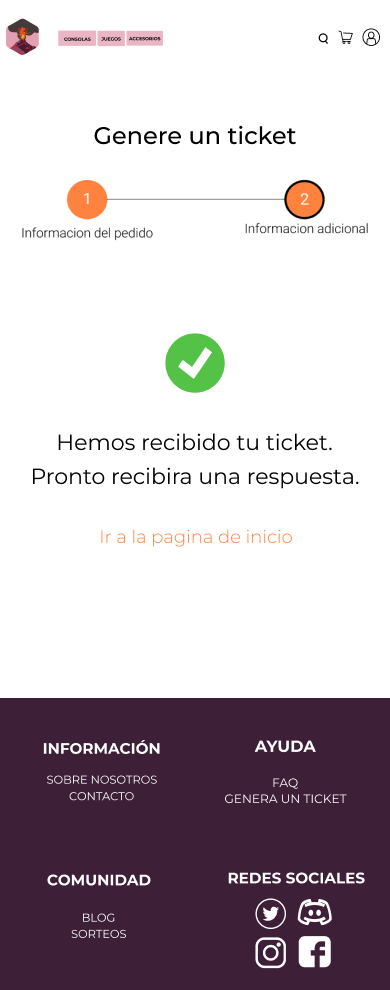 CONSOLAS JUEGOS ACCESORIOS
Genere un ticket
1 2
Informacion del pedido Informacion adicional
Hemos recibido tu ticket.
Pronto recibira una respuesta.
Ir a la pagina de inicio
INFORMACIÓN
SOBRE NOSOTROS
CONTACTO
AYUDA
FAQ
GENERA UN TICKET
COMUNIDAD
BLOG
SORTEOS
REDES SOCIALES